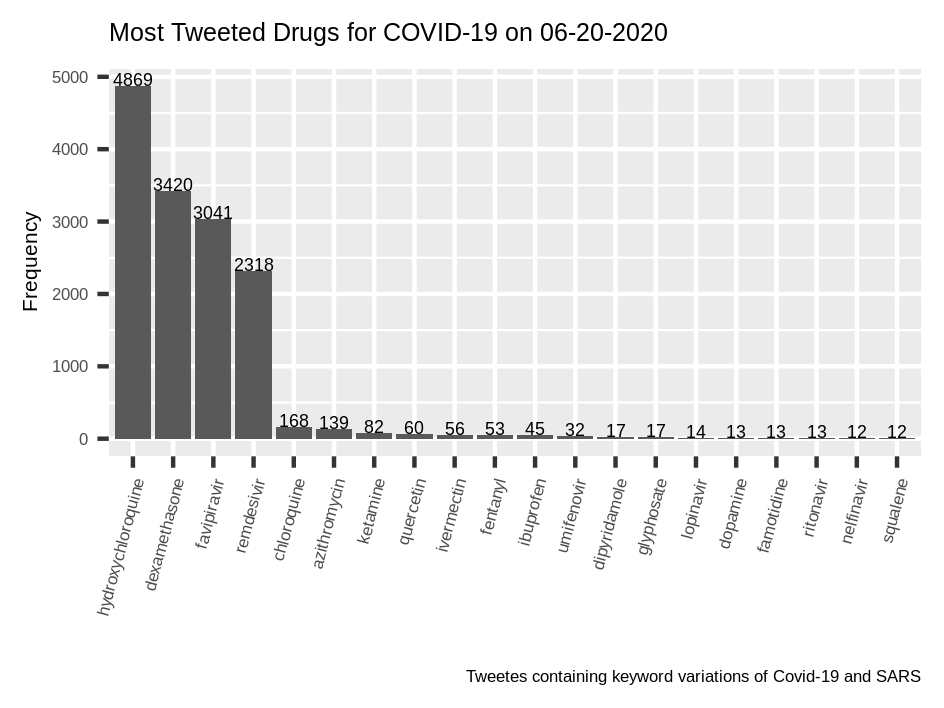 Most Tweeted Drugs for COVID-19 on 06-20-2020
Frequency
5000
4000
3000
2000
1000
0
4869
3420
3041
2318
168
139
82
60
56
53
45
32
17
17
14
13
13
13
12
12
hydroxychloroquine
dexamethasone
favipiravir
remdesivir
chloroquine
azithromycin
ketamine
quercetin
ivermectin
fentanyl
ibuprofen
umifenovir
dipyridamole
glyphosate
lopinavir
dopamine
famotidine
ritonavir
nelfinavir
squalene
Tweetes containing keyword variations of Covid-19 and SARS